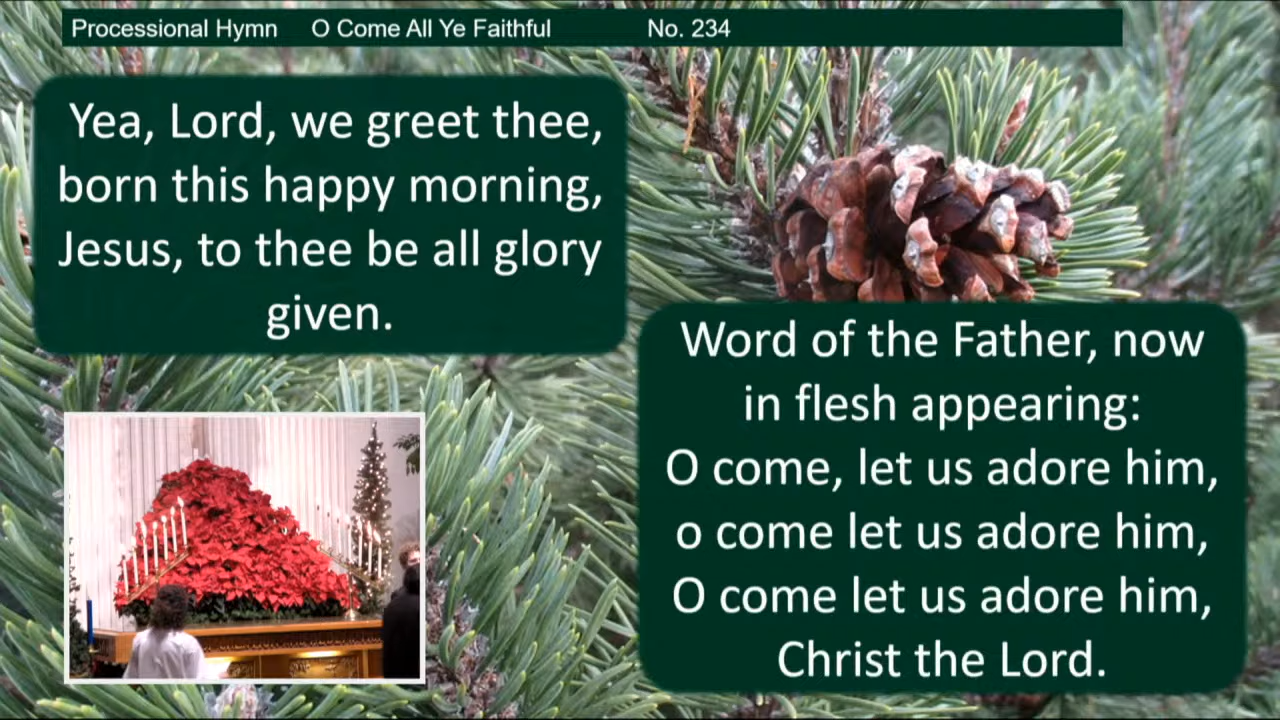 Processional Hymn O Come All Ye Faithful No. 234
Yea, Lord, we greet thee,
born this happy morning,
Jesus, to thee be all glory
given.
Word of the Father, now
in flesh appearing:
O come, let us adore him,
o come let us adore him,
O come let us adore him,
Christ the Lord.